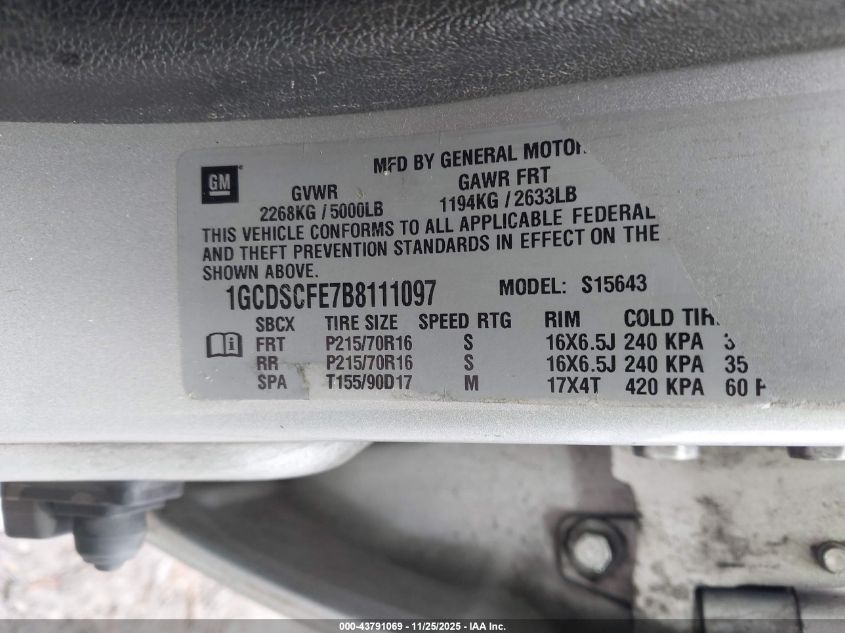 MFD BY GENERAL MOTOR
GM
GVWR GAWR FRT
2268KG / 5000LB 1194KG / 2633LB
THIS VEHICLE CONFORMS TO ALL APPLICABLE FEDERAL
AND THEFT PREVENTION STANDARDS IN EFFECT ON THE
SHOWN ABOVE.
1GCDSCFE7B8111097 MODEL: S15643
SBCX TIRE SIZE SPEED RTG RIM COLD TIR
FRT P215/70R16 S 16X6.5J 240 KPA 3
RR P215/70R16 S 16X6.5J 240 KPA 35
SPA T155/90D17 M 17X4T 420 KPA 60 P
000-43791069 | 11/25/2025 - IAA Inc.